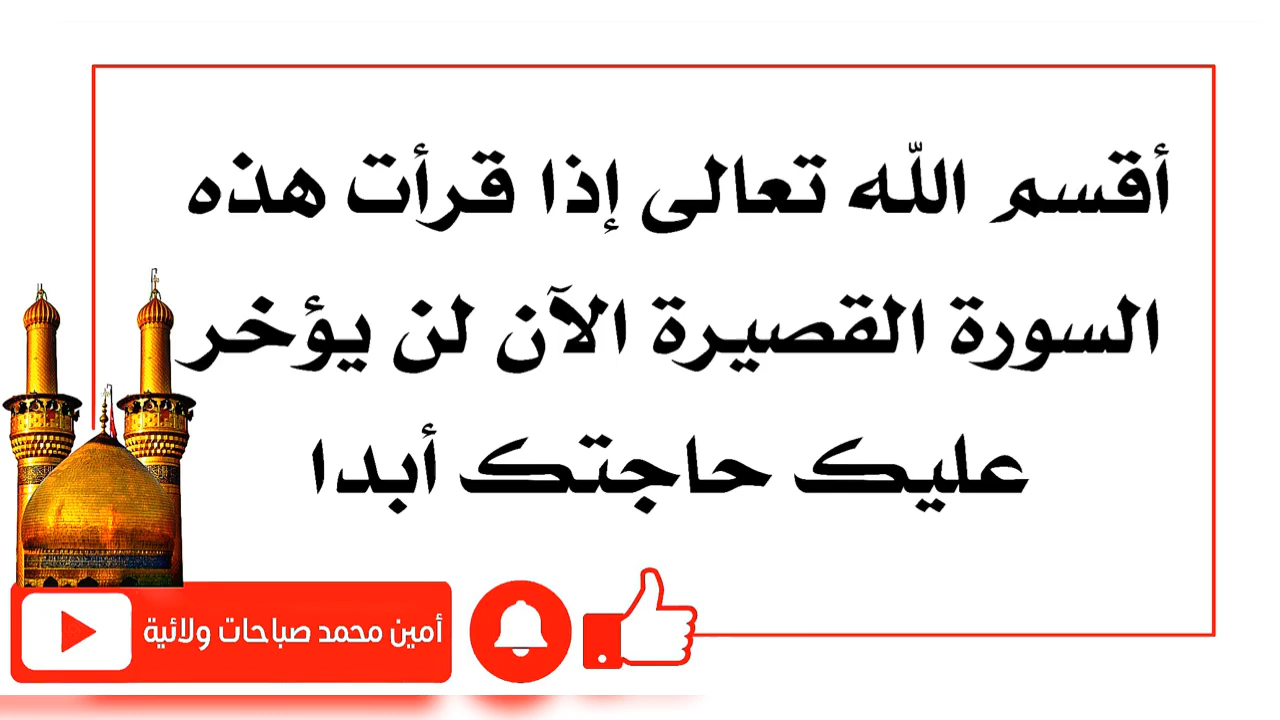 أقسم الله تعالى إذا قرأت هذه
السورة القصيرة الآن لن يؤخر
عليك حاجتك أبدا
أمين محمد صباحات ولائية